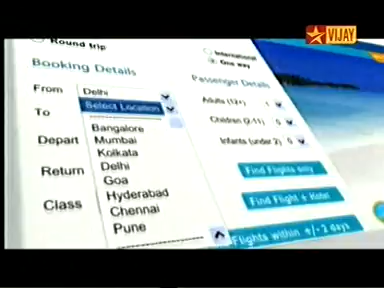 VIJAY
Round trip
International
One way
Booking Details
Passenger Details
From
Delhi
Select Location
Adults (12+) 1
To
Bangalore
Children (2-11) 0
Mumbai
Depart
Kolkata
Infants (under 2) 0
Delhi
Return
Goa
Find Flights only
Hyderabad
Class
Chennai
Find Flight + Hotel
Pune
Flights within +/- 2 days